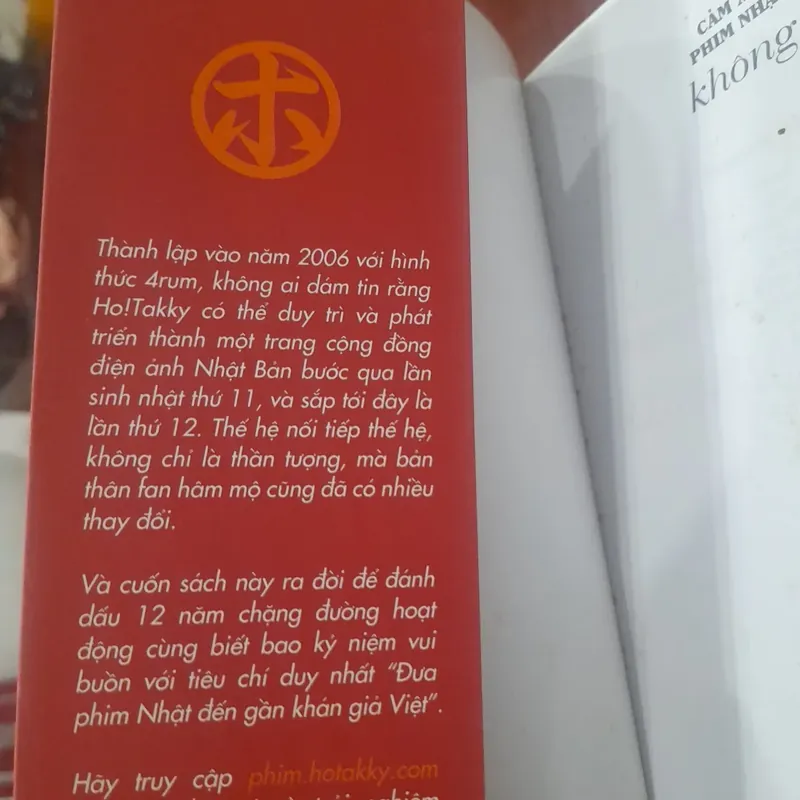 ホ
Thành lập vào năm 2006 với hình
thức 4rum, không ai dám tin rằng
Ho!Takky có thể duy trì và phát
triển thành một trang cộng đồng
điện ảnh Nhật Bản bước qua lần
sinh nhật thứ 11, và sắp tới đây là
lần thứ 12. Thế hệ nối tiếp thế hệ,
không chỉ là thần tượng, mà bản
thân fan hâm mộ cũng đã có nhiều
thay đổi.
Và cuốn sách này ra đời để đánh
dấu 12 năm chặng đường hoạt
động cùng biết bao kỷ niệm vui
buồn với tiêu chí duy nhất “Đưa
phim Nhật đến gần khán giả Việt”.
Hãy truy cập phim.hotakky.com
CẢM
PHIM NHẬ
không